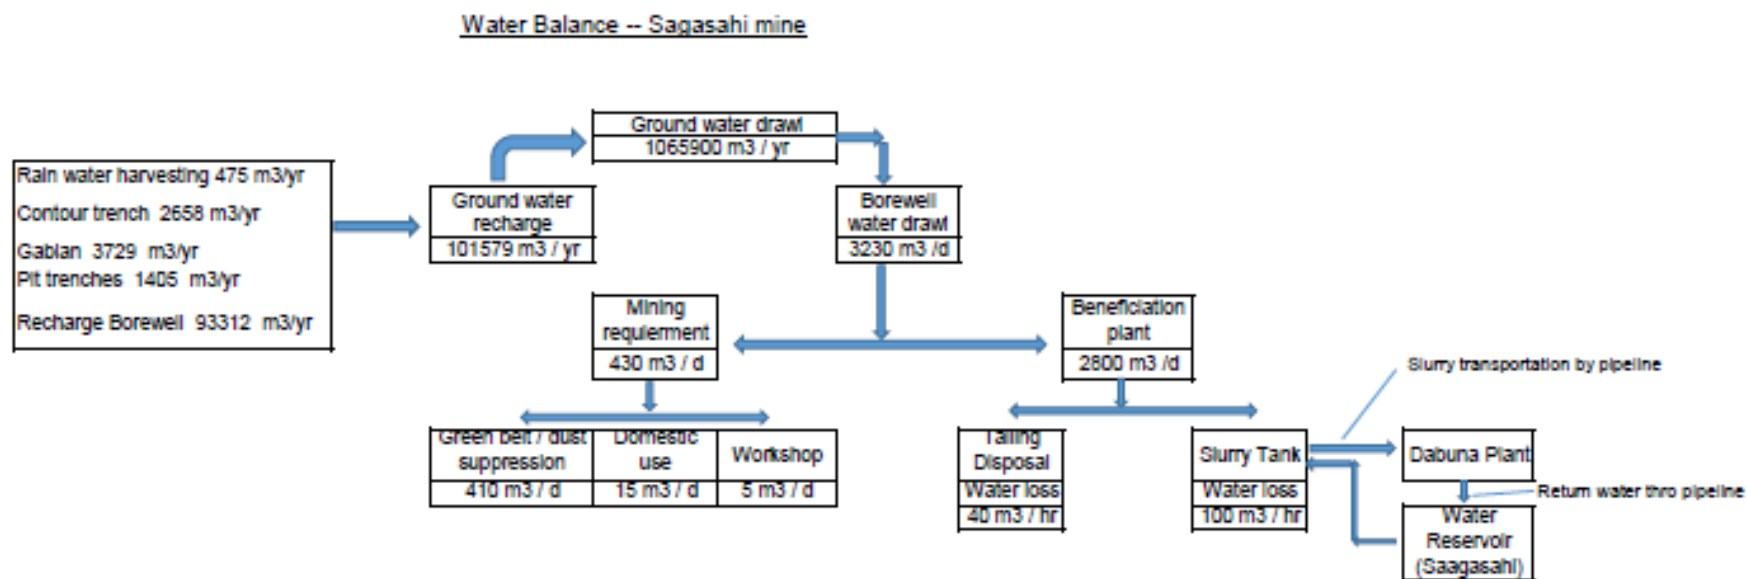 Water Balance -- Sagasahi mine
Rain water harvesting 475 m3/yr
Contour trench 2658 m3/yr
Gabian 3729 m3/yr
Pit trenches 1405 m3/yr
Recharge Borewell 93312 m3/yr
Ground water
recharge
101579 m3 / yr
Ground water drawl
1065900 m3 / yr
Borewell
water drawl
3230 m3 /d
Mining
requierment
430 m3 / d
Beneficiation
plant
2800 m3 /d
Green belt / dust
suppression
410 m3 / d
Domestic
use
15 m3 / d
Workshop
5 m3 / d
Tailing
Disposal
Water loss
40 m3 / hr
Slurry Tank
Water loss
100 m3 / hr
Slurry transportation by pipeline
Dabuna Plant
Return water thro pipeline
Water
Reservoir
(Saagasahi)